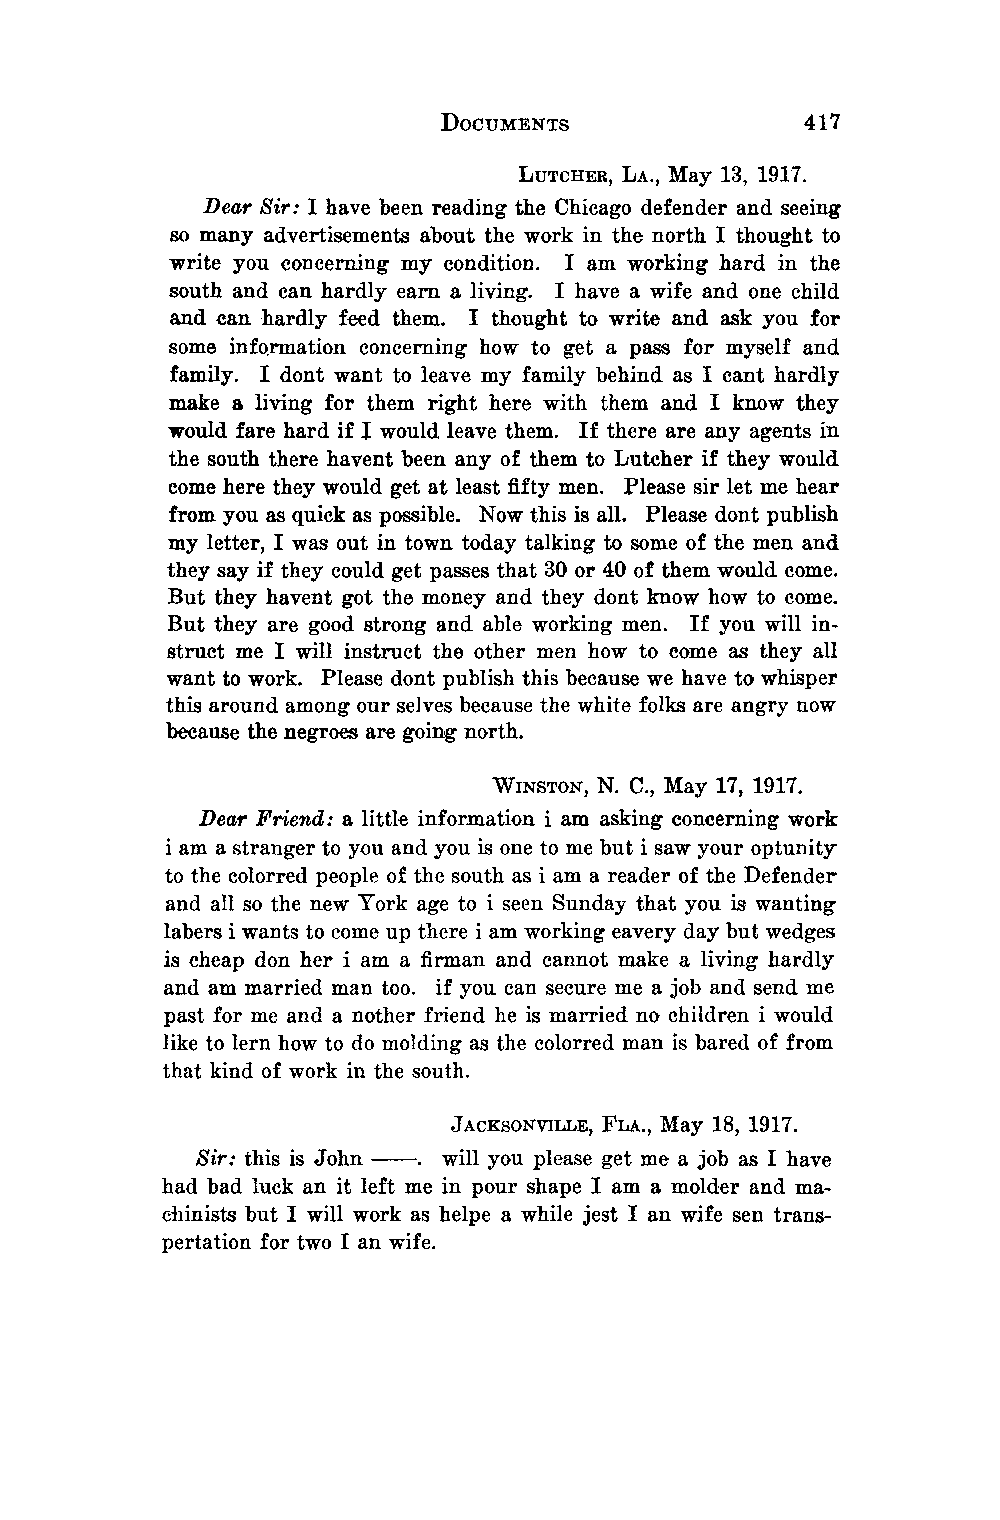 DOCUMENTS 417
LUTCHER, LA., May 13, 1917.
Dear Sir: I have been reading the Chicago defender and seeing
so many advertisements about the work in the north I thought to
write you concerning my condition. I am working hard in the
south and can hardly earn a living. I have a wife and one child
and can hardly feed them. I thought to write and ask you for
some information concerning how to get a pass for myself and
family. I dont want to leave my family behind as I cant hardly
make a living for them right here with them and I know they
would fare hard if I would leave them. If there are any agents in
the south there havent been any of them to Lutcher if they would
come here they would get at least fifty men. Please sir let me hear
from you as quick as possible. Now this is all. Please dont publish
my letter, I was out in town today talking to some of the men and
they say if they could get passes that 30 or 40 of them would come.
But they havent got the money and they dont know how to come.
But they are good strong and able working men. If you will in-
struct me I will instruct the other men how to come as they all
want to work. Please dont publish this because we have to whisper
this around among our selves because the white folks are angry now
because the negroes are going north.
WINSTON, N. C., May 17, 1917.
Dear Friend: a little information i am asking concerning work
i am a stranger to you and you is one to me but i saw your optunity
to the colorred people of the south as i am a reader of the Defender
and all so the new York age to i seen Sunday that you is wanting
labers i wants to come up there i am working eavery day but wedges
is cheap don her i am a firman and cannot make a living hardly
and am married man too. if you can secure me a job and send me
past for me and a nother friend he is married no children i would
like to lern how to do molding as the colorred man is bared of from
that kind of work in the south.
JACKSONVILLE, FLA., May 18, 1917.
Sir: this is John ——. will you please get me a job as I have
had bad luck an it left me in pour shape I am a molder and ma-
chinists but I will work as helpe a while jest I an wife sen trans-
pertation for two I an wife.